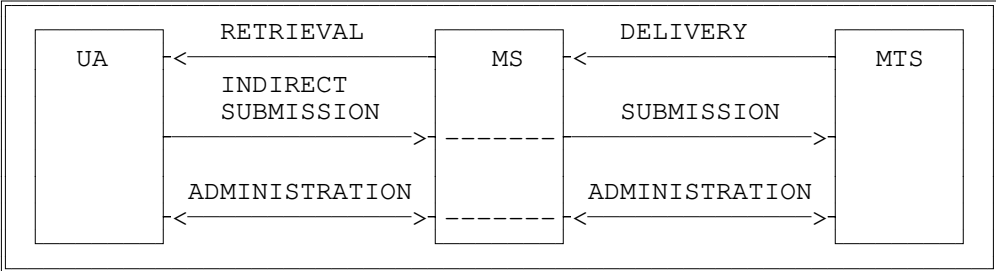 RETRIEVAL DELIVERY
UA MS MTS
INDIRECT
SUBMISSION SUBMISSION
ADMINISTRATION ADMINISTRATION